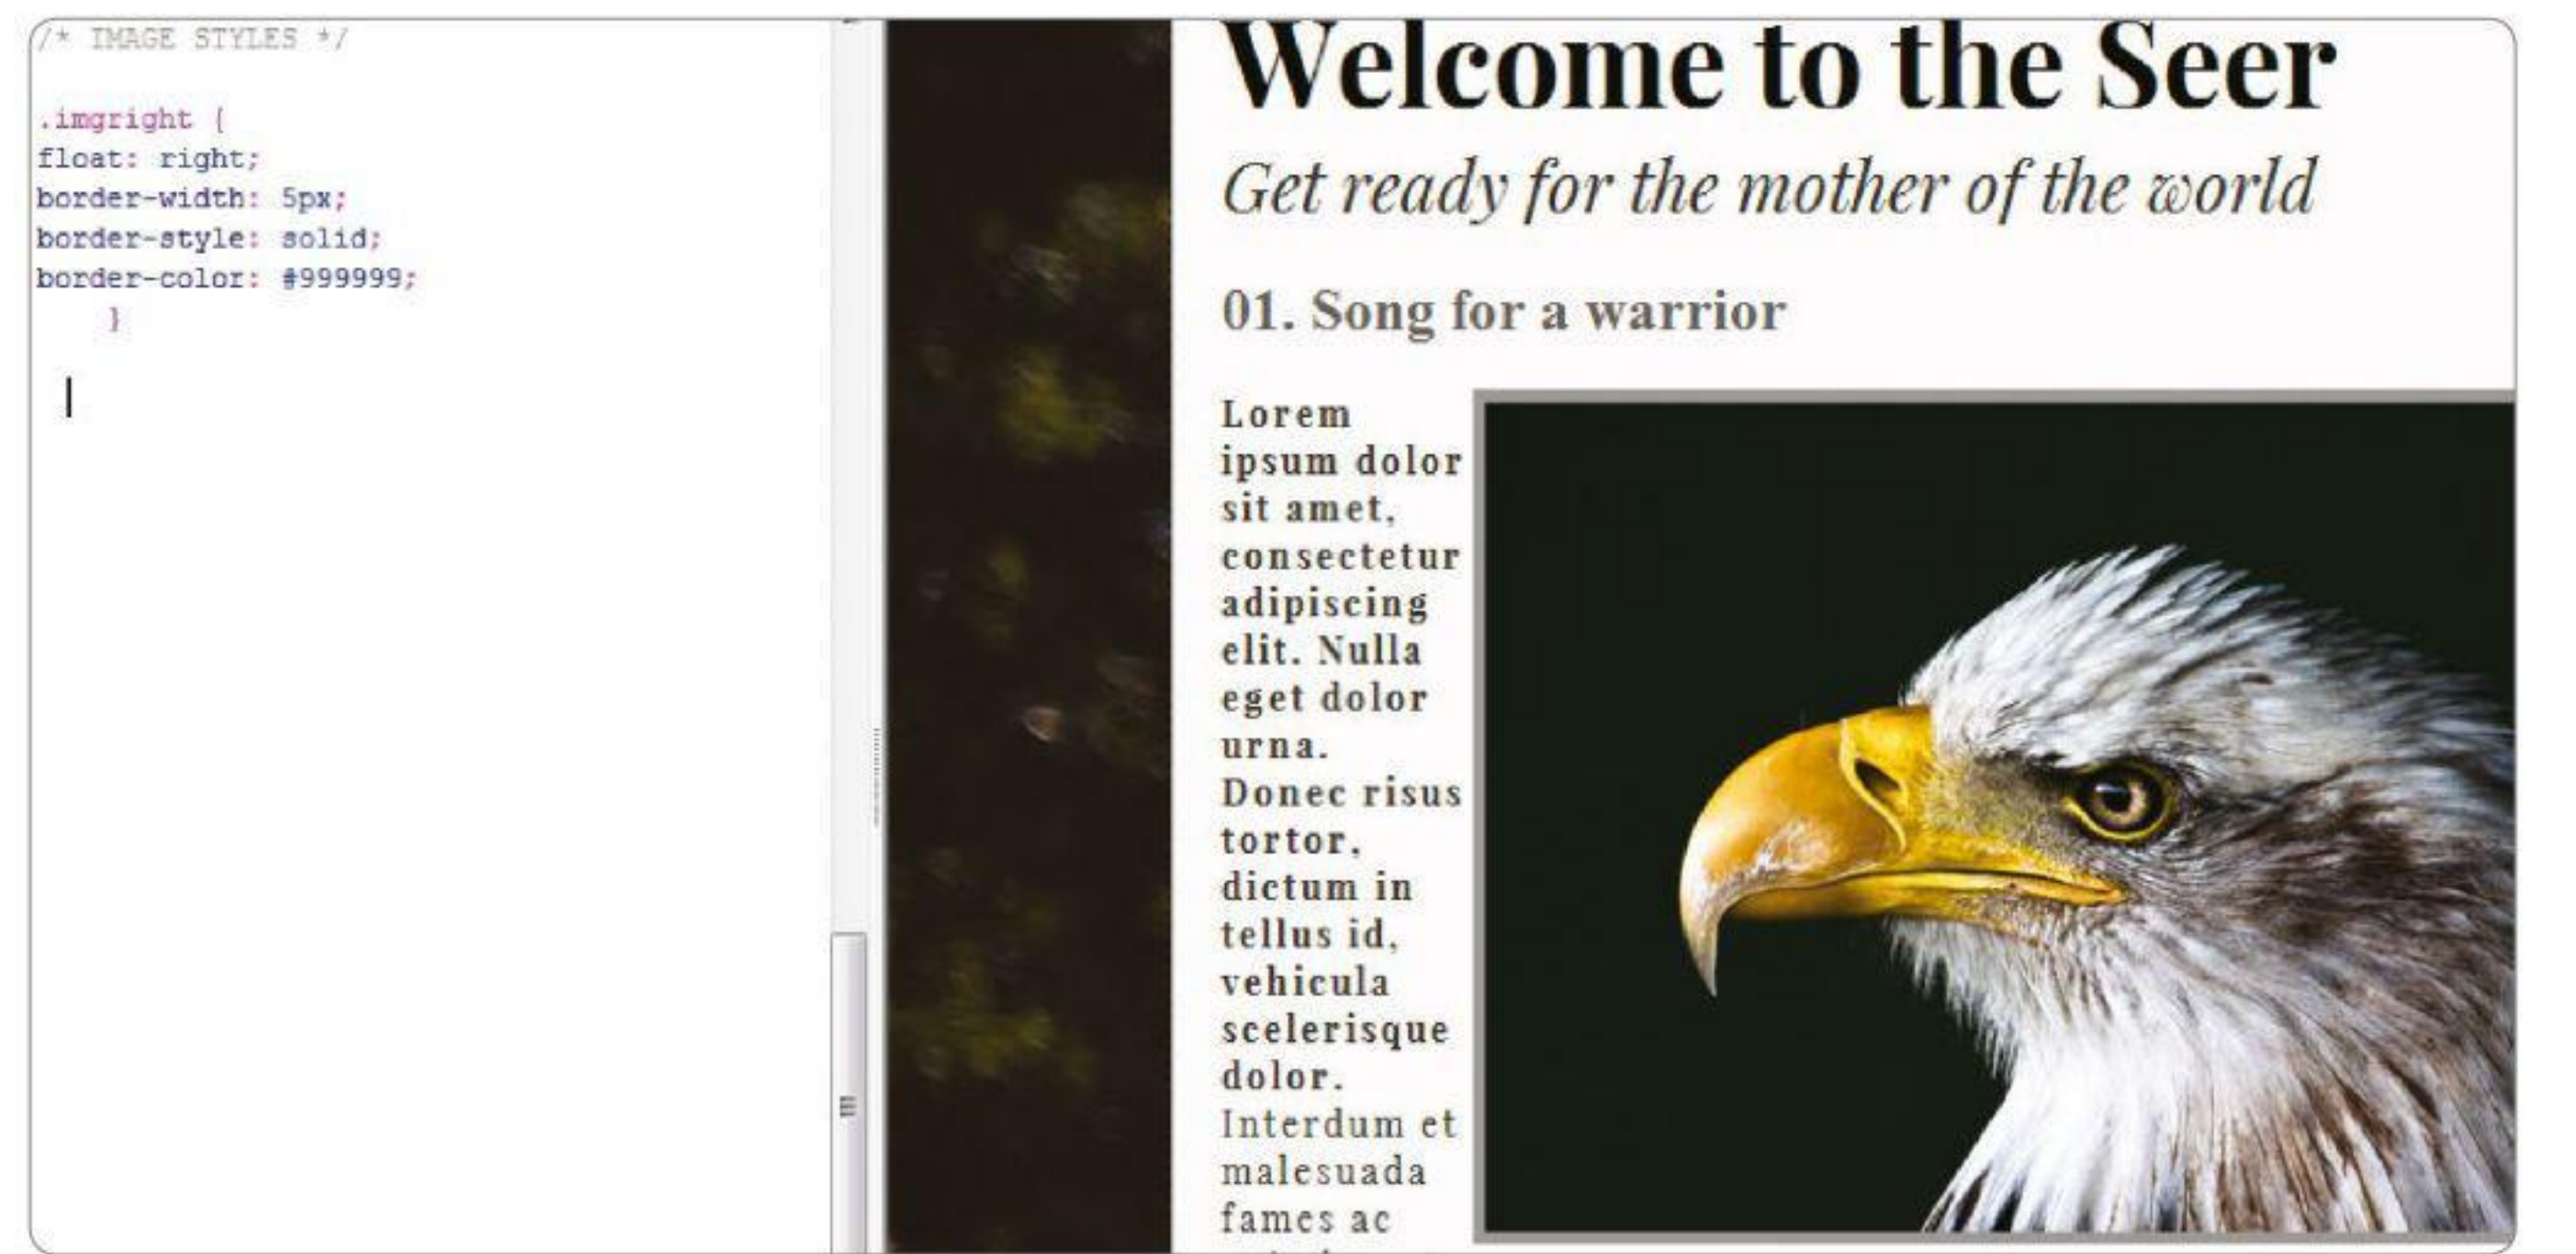 /* IMAGE STYLES */
.imgright {
float: right;
border-width: 5px;
border-style: solid;
border-color: #999999;
}
Welcome to the Seer
Get ready for the mother of the world
01. Song for a warrior
Lorem
ipsum dolor
sit amet,
consectetur
adipiscing
elit. Nulla
eget dolor
urna.
Donec risus
tortor,
dictum in
tellus id,
vehicula
scelerisque
dolor.
Interdum et
malesuada
fames ac